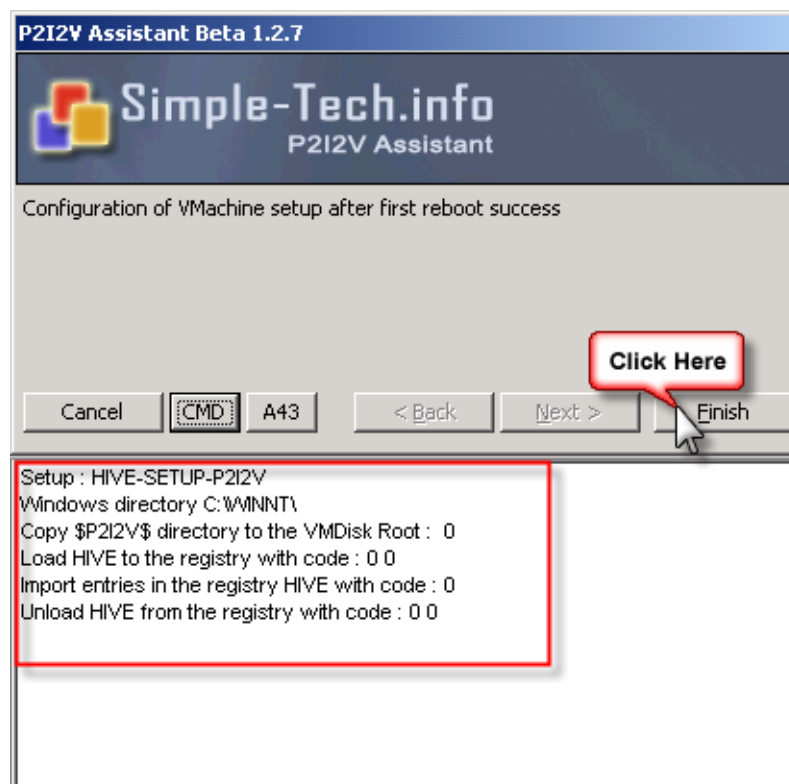 P2I2V Assistant Beta 1.2.7
Simple-Tech.info
P2I2V Assistant
Configuration of VMachine setup after first reboot success
Click Here
Cancel CMD A43 < Back Next > Finish
Setup : HIVE-SETUP-P2I2V
Windows directory C:\WINNT\
Copy $P2I2V$ directory to the VMDisk Root : 0
Load HIVE to the registry with code : 0 0
Import entries in the registry HIVE with code : 0
Unload HIVE from the registry with code : 0 0